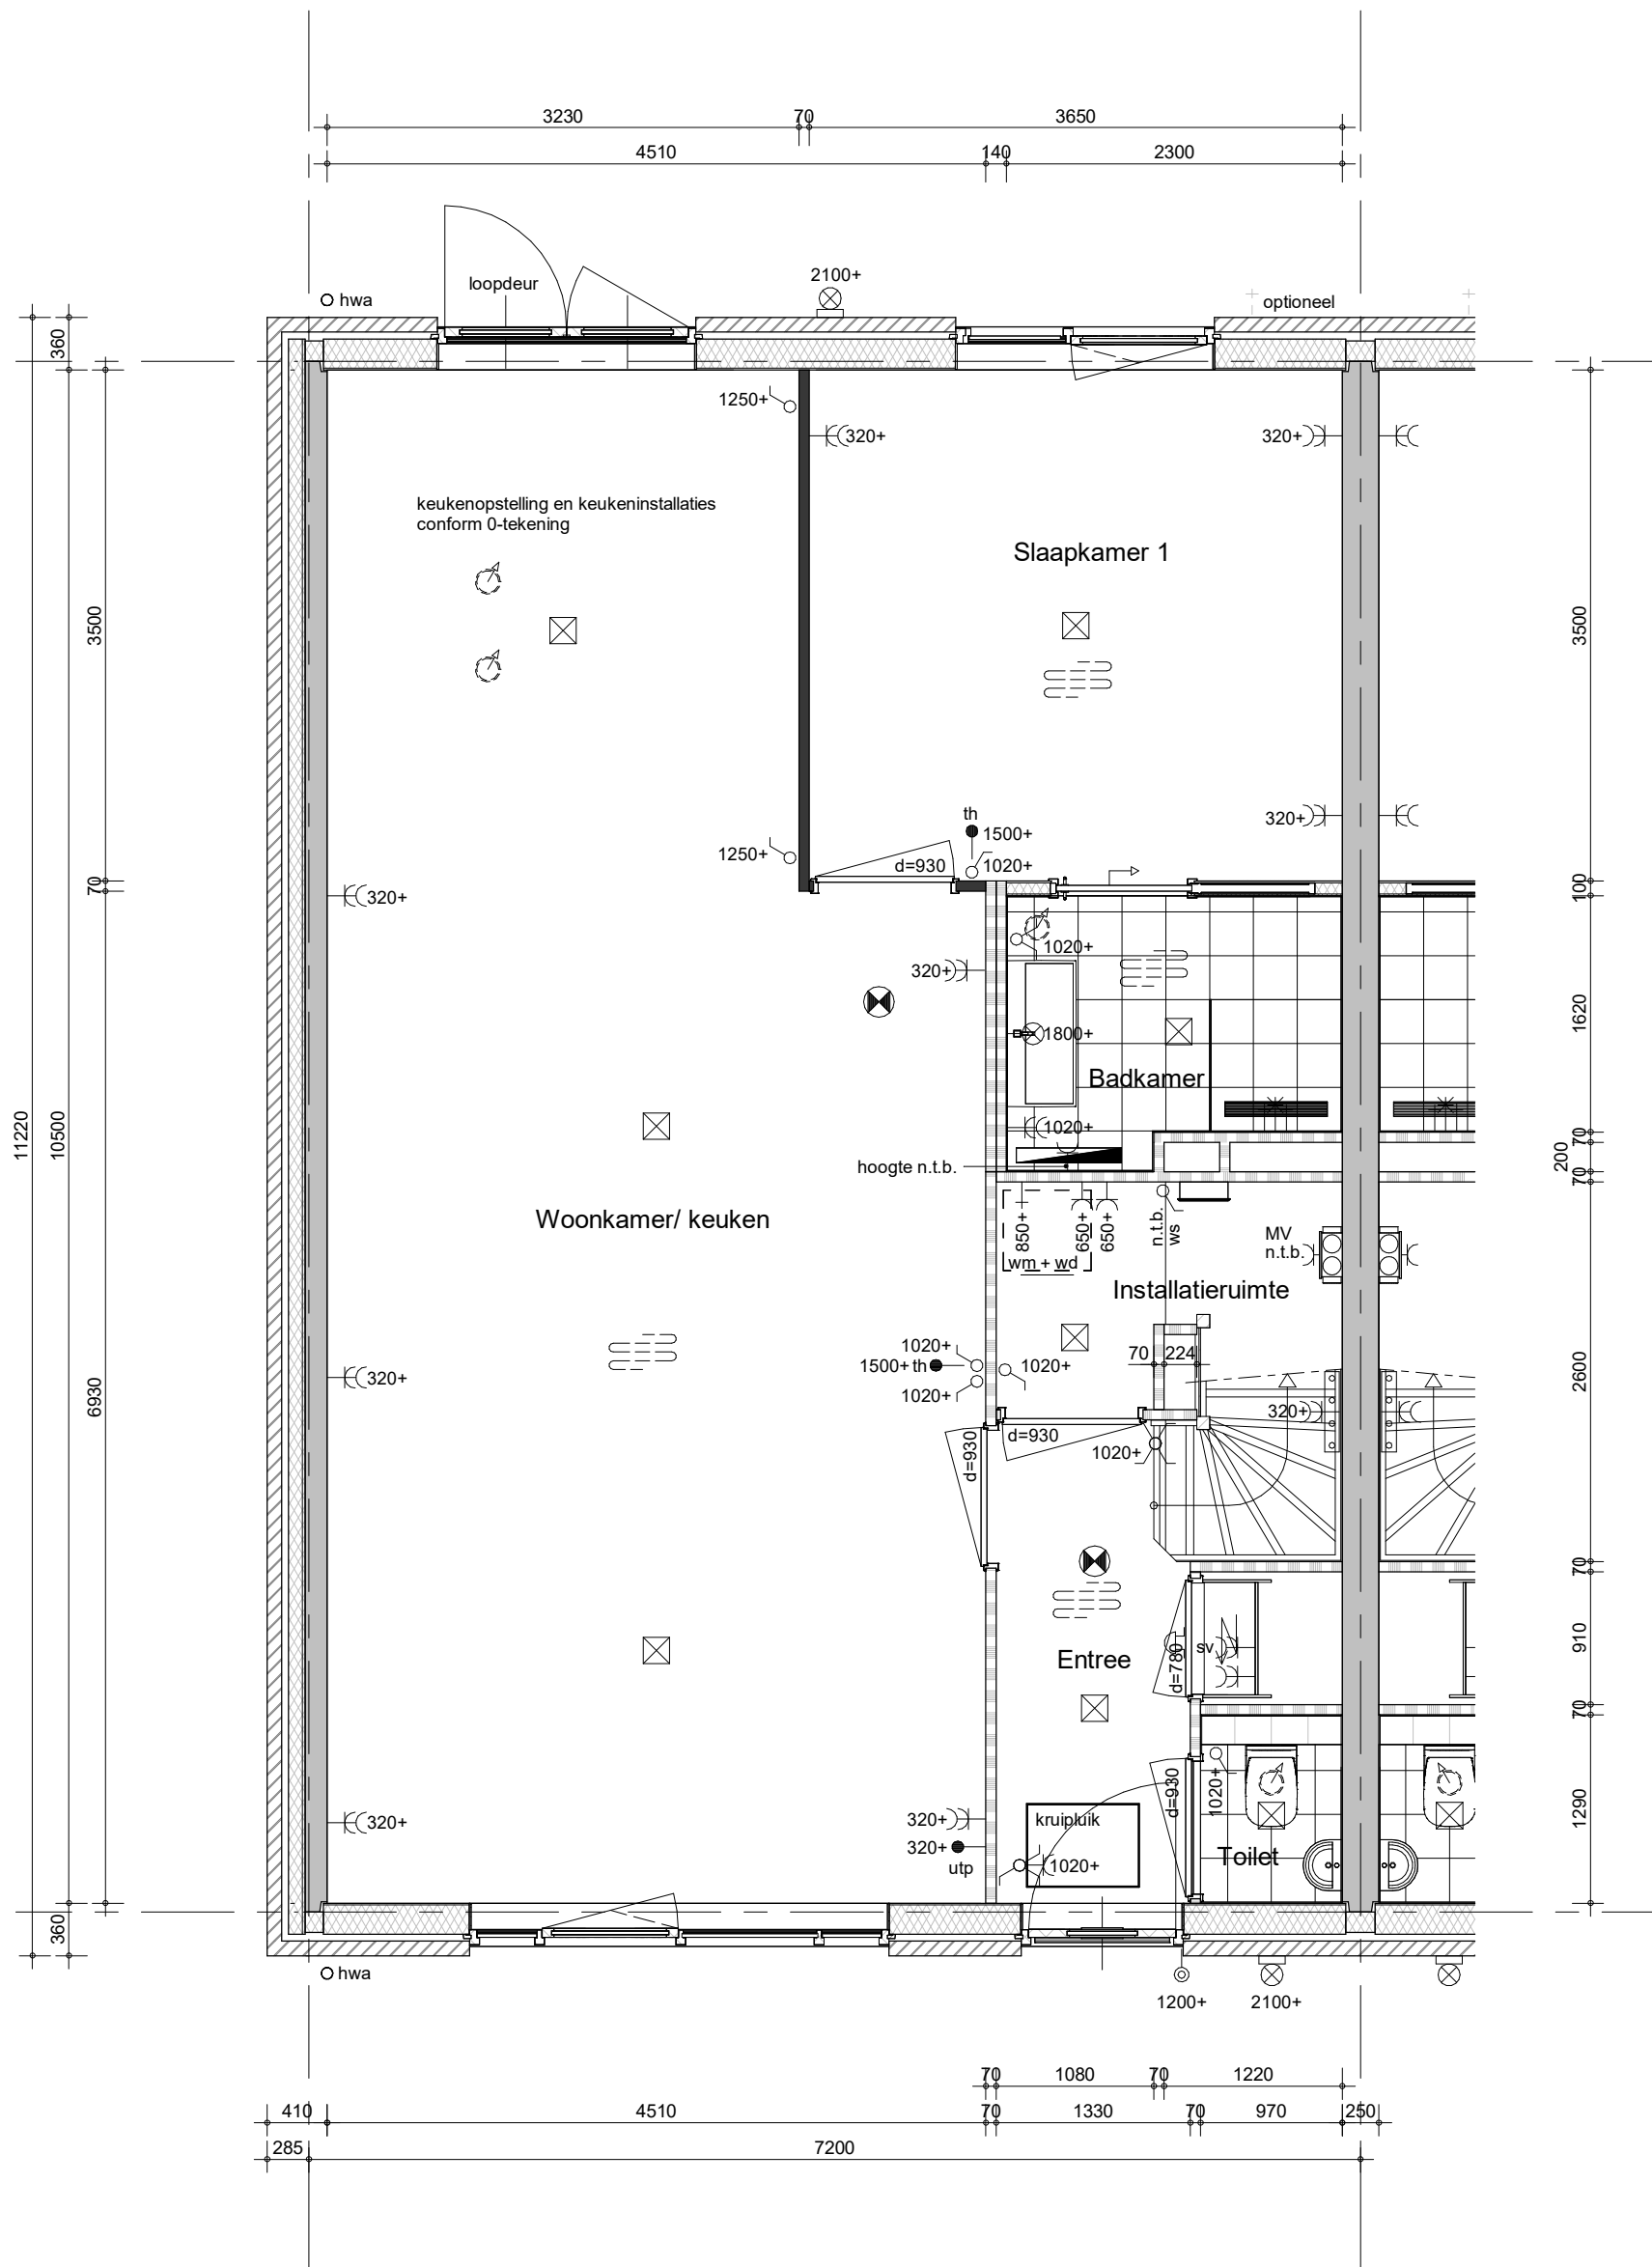 3230
70
3650
4510
140
2300
loopdeur
2100+
hwa
optioneel
360
1250+
320+
320+
keukenopstelling en keukeninstallaties
conform 0-tekening
Slaapkamer 1
3500
3500
th
1500+
320+
1250+
d=930
1020+
70
100
320+
1020+
320+
1620
1800+
Badkamer
11220
10500
1020+
70
200
hoogte n.t.b.
70
Woonkamer/ keuken
850+
650+
650+
n.t.b.
ws
MV
n.t.b.
wm + wd
Installatieruimte
1020+
70
224
1500+ th
1020+
2600
320+
1020+
6930
320+
d=930
d=930
1020+
70
Entree
d=780
sv
910
70
d=930
1020+
1290
320+
320+
kruipluik
320+
utp
1020+
Toilet
360
hwa
1200+
2100+
70
1080
70
1220
410
4510
70
1330
70
970
250
285
7200